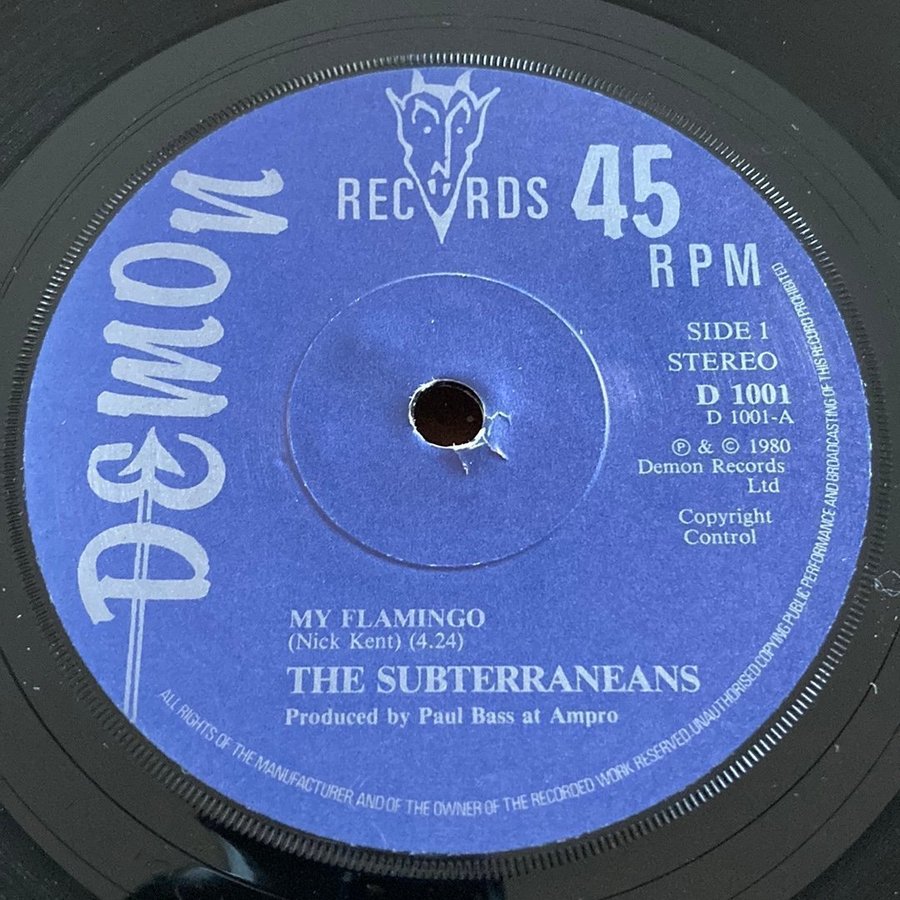 DEMON
RECORDS
45
RPM
SIDE 1
STEREO
D 1001
D 1001-A
Ⓟ & © 1980
Demon Records
Ltd
Copyright
Control
MY FLAMINGO
(Nick Kent) (4.24)
THE SUBTERRANEANS
Produced by Paul Bass at Ampro
ALL RIGHTS OF THE MANUFACTURER AND OF THE OWNER OF THE RECORDED WORK RESERVED. UNAUTHORISED COPYING PUBLIC PERFORMANCE AND BROADCASTING OF THIS RECORD PROHIBITED